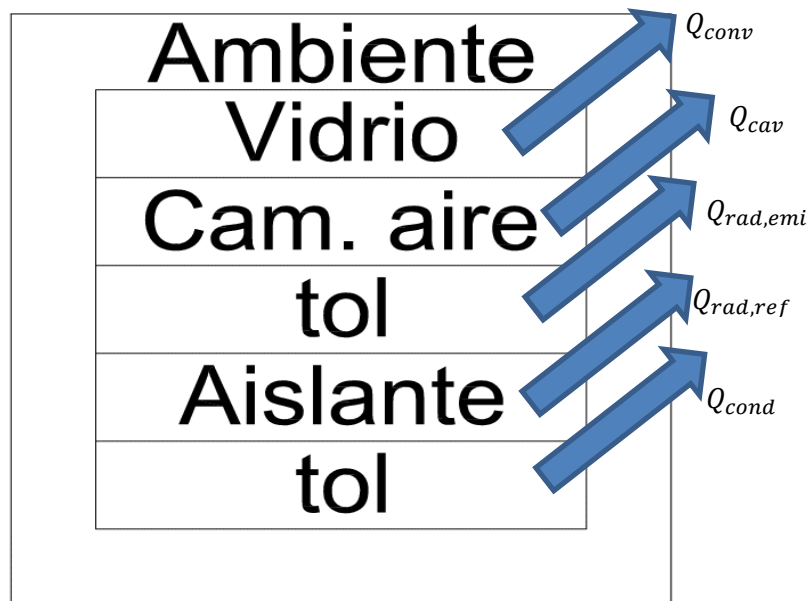 Ambiente
Q_conv
Vidrio
Q_cav
Cam. aire
Q_rad,emi
tol
Q_rad,ref
Aislante
Q_cond
tol